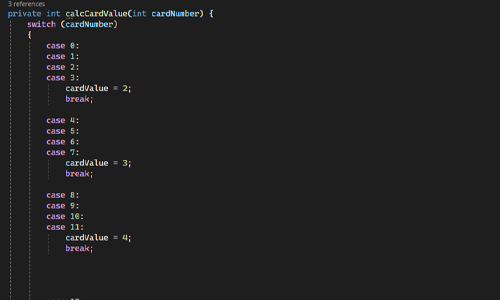 3 references
private int calcCardValue(int cardNumber) {
switch (cardNumber)
{
case 0:
case 1:
case 2:
case 3:
cardValue = 2;
break;
case 4:
case 5:
case 6:
case 7:
cardValue = 3;
break;
case 8:
case 9:
case 10:
case 11:
cardValue = 4;
break;